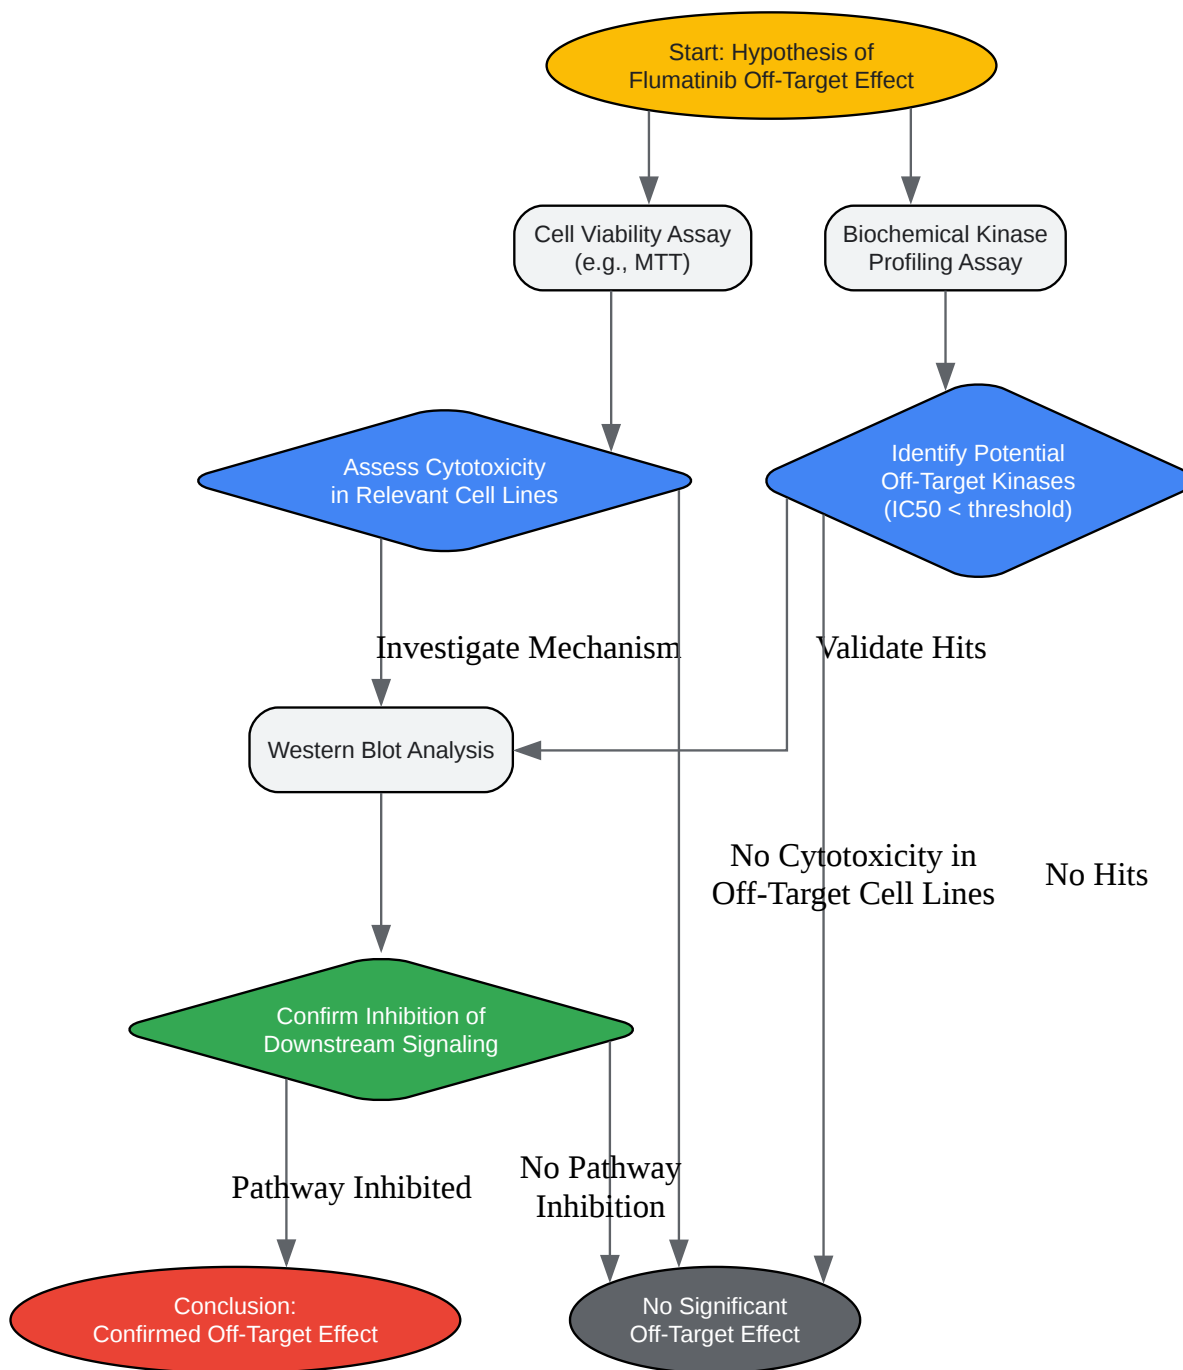 Start: Hypothesis of
Flumatinib Off-Target Effect
Cell Viability Assay
(e.g., MTT)
Biochemical Kinase
Profiling Assay
Assess Cytotoxicity
in Relevant Cell Lines
Identify Potential
Off-Target Kinases
(IC50 < threshold)
Investigate Mechanism
Validate Hits
Western Blot Analysis
No Cytotoxicity in
Off-Target Cell Lines
No Hits
Confirm Inhibition of
Downstream Signaling
Pathway Inhibited
No Pathway
Inhibition
Conclusion:
Confirmed Off-Target Effect
No Significant
Off-Target Effect